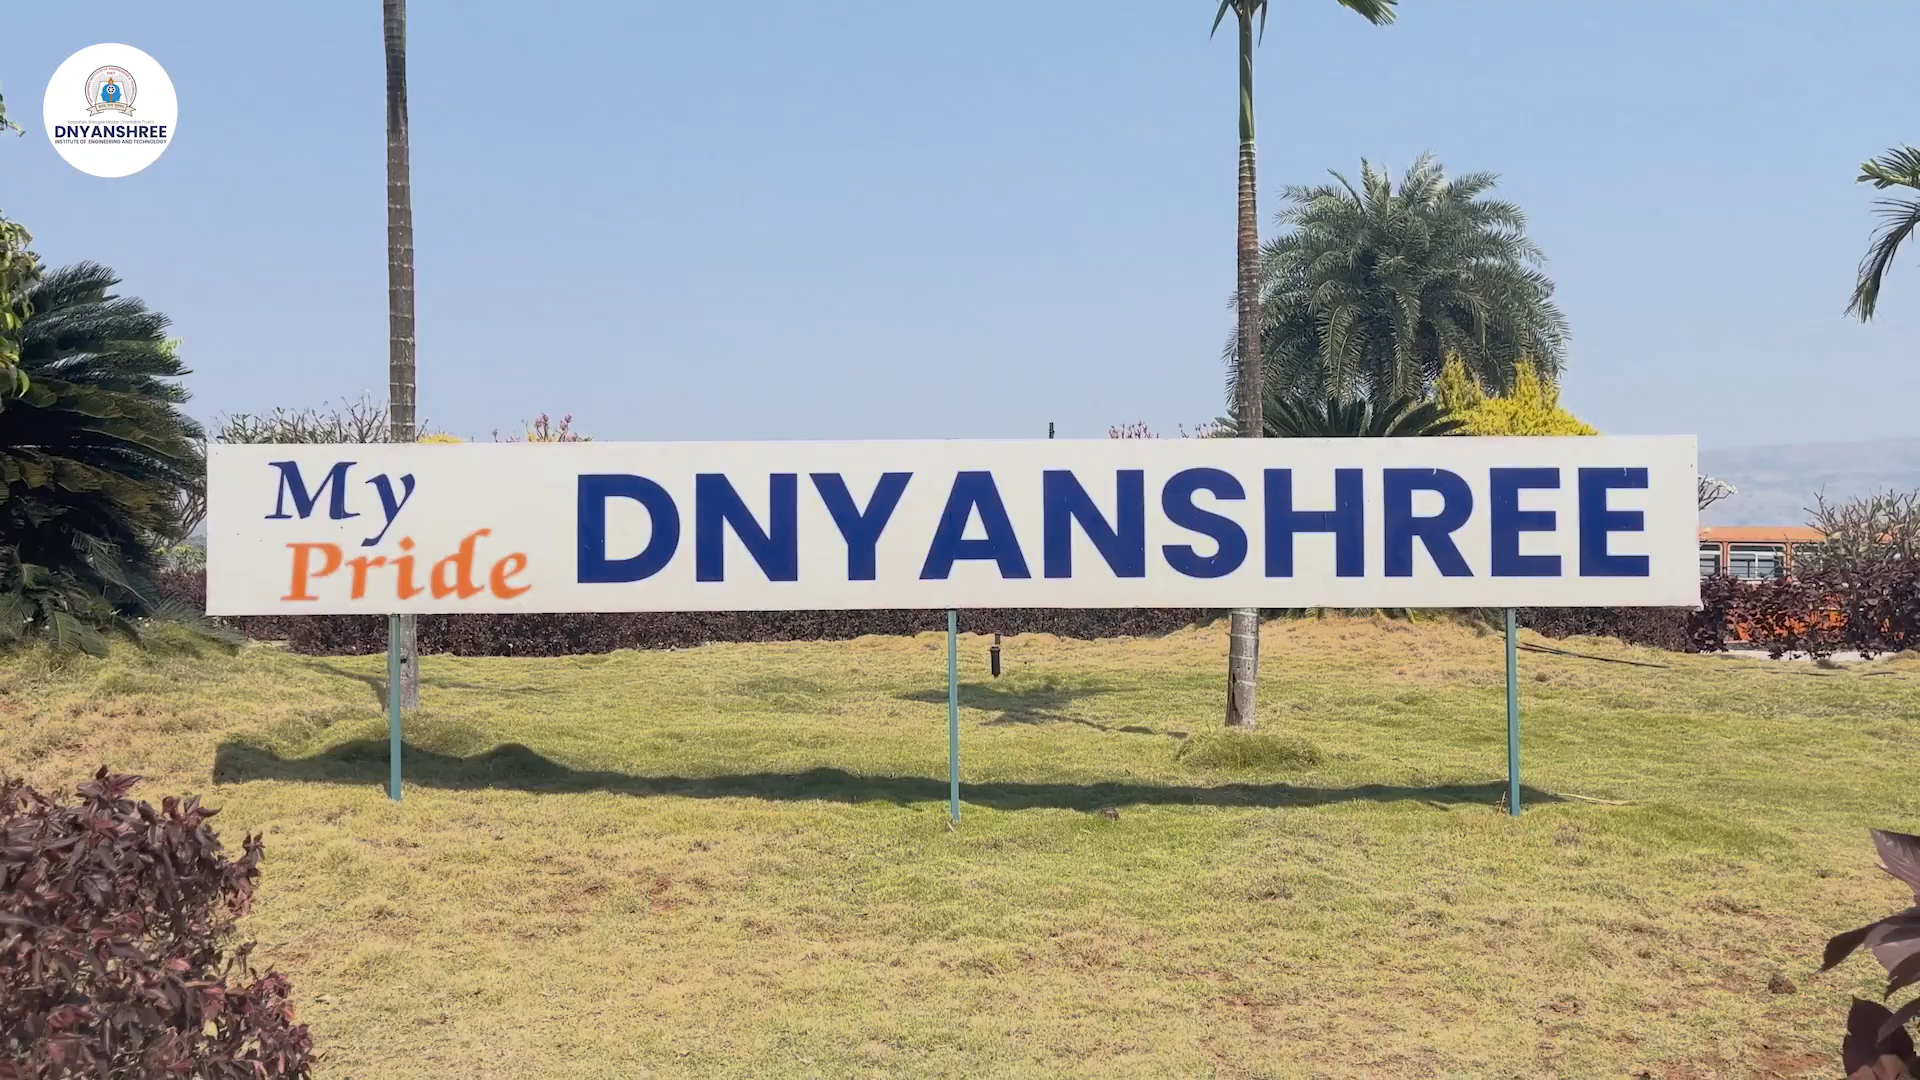 DNYANSHREE
INSTITUTE OF ENGINEERING AND TECHNOLOGY
My
Pride
DNYANSHREE